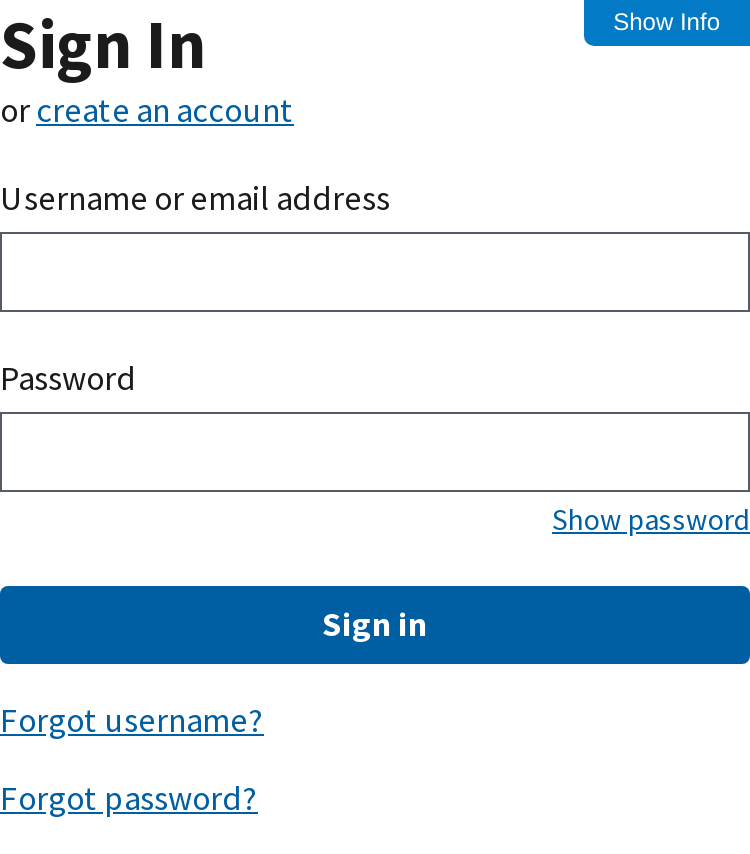 Show Info
Sign In
or create an account
Username or email address
Password
Show password
Sign in
Forgot username?
Forgot password?